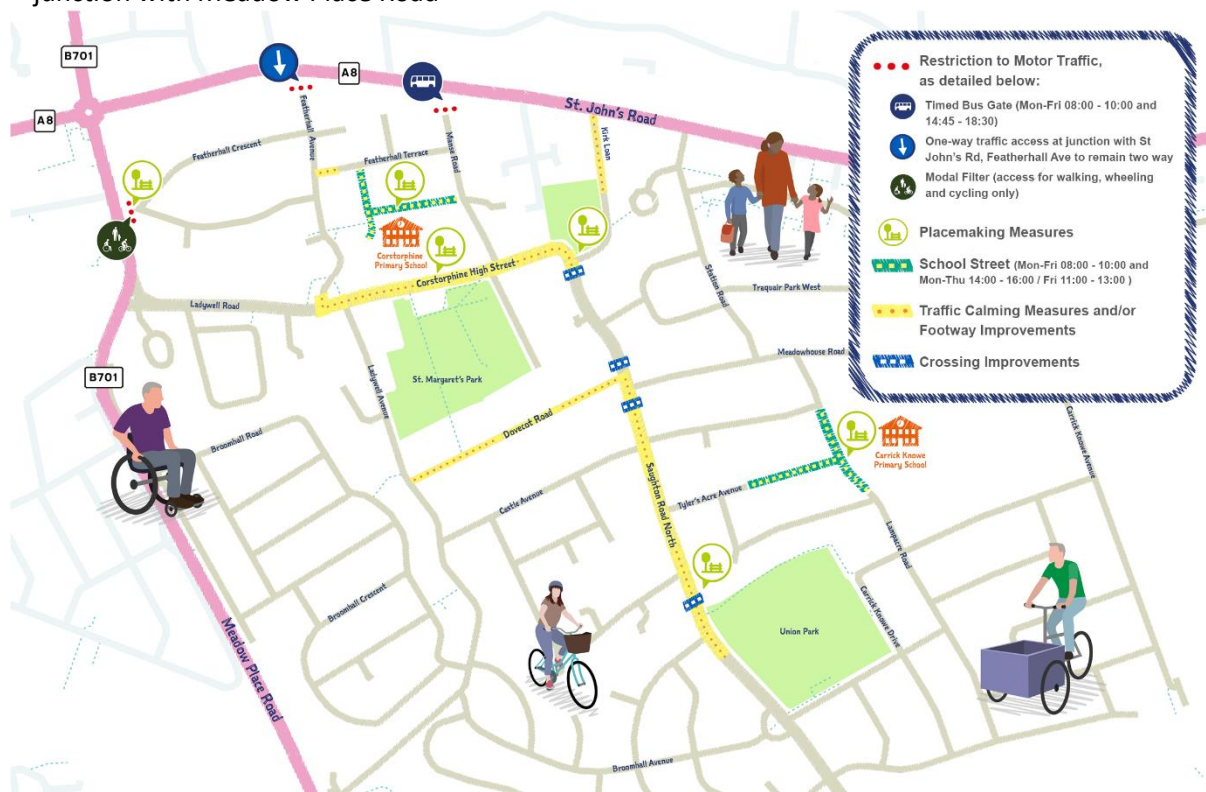 junction with Meadow Place Road
B701
A8
A8
St. John's Road
Featherhall Crescent
Featherhall Avenue
Featherhall Terrace
Manse Road
Kirk Loan
Corstorphine
Primary School
Corstorphine High Street
Ladywell Road
B701
Ladywell Avenue
St. Margaret's Park
Dovecot Road
Station Road
Traquair Park West
Meadowhouse Road
Carrick Knowe
Primary School
Carrick Knowe Avenue
Broomhall Road
Castle Avenue
Saughton Road North
Tyler's Acre Avenue
Lampacre Road
Broomhall Crescent
Union Park
Carrick Knowe Drive
Meadow Place Road
Broomhall Avenue
Restriction to Motor Traffic,
as detailed below:
Timed Bus Gate (Mon-Fri 08:00 - 10:00 and
14:45 - 18:30)
One-way traffic access at junction with St
John's Rd, Featherhall Ave to remain two way
Modal Filter (access for walking, wheeling
and cycling only)
Placemaking Measures
School Street (Mon-Fri 08:00 - 10:00 and
Mon-Thu 14:00 - 16:00 / Fri 11:00 - 13:00 )
Traffic Calming Measures and/or
Footway Improvements
Crossing Improvements